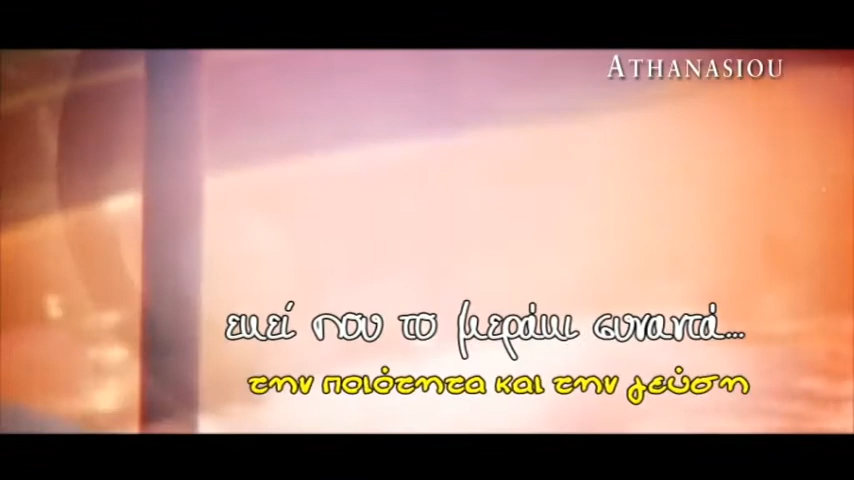 ATHANASIOU
εκεί που το μεράκι συναντά...
την ποιότητα και την γεύση